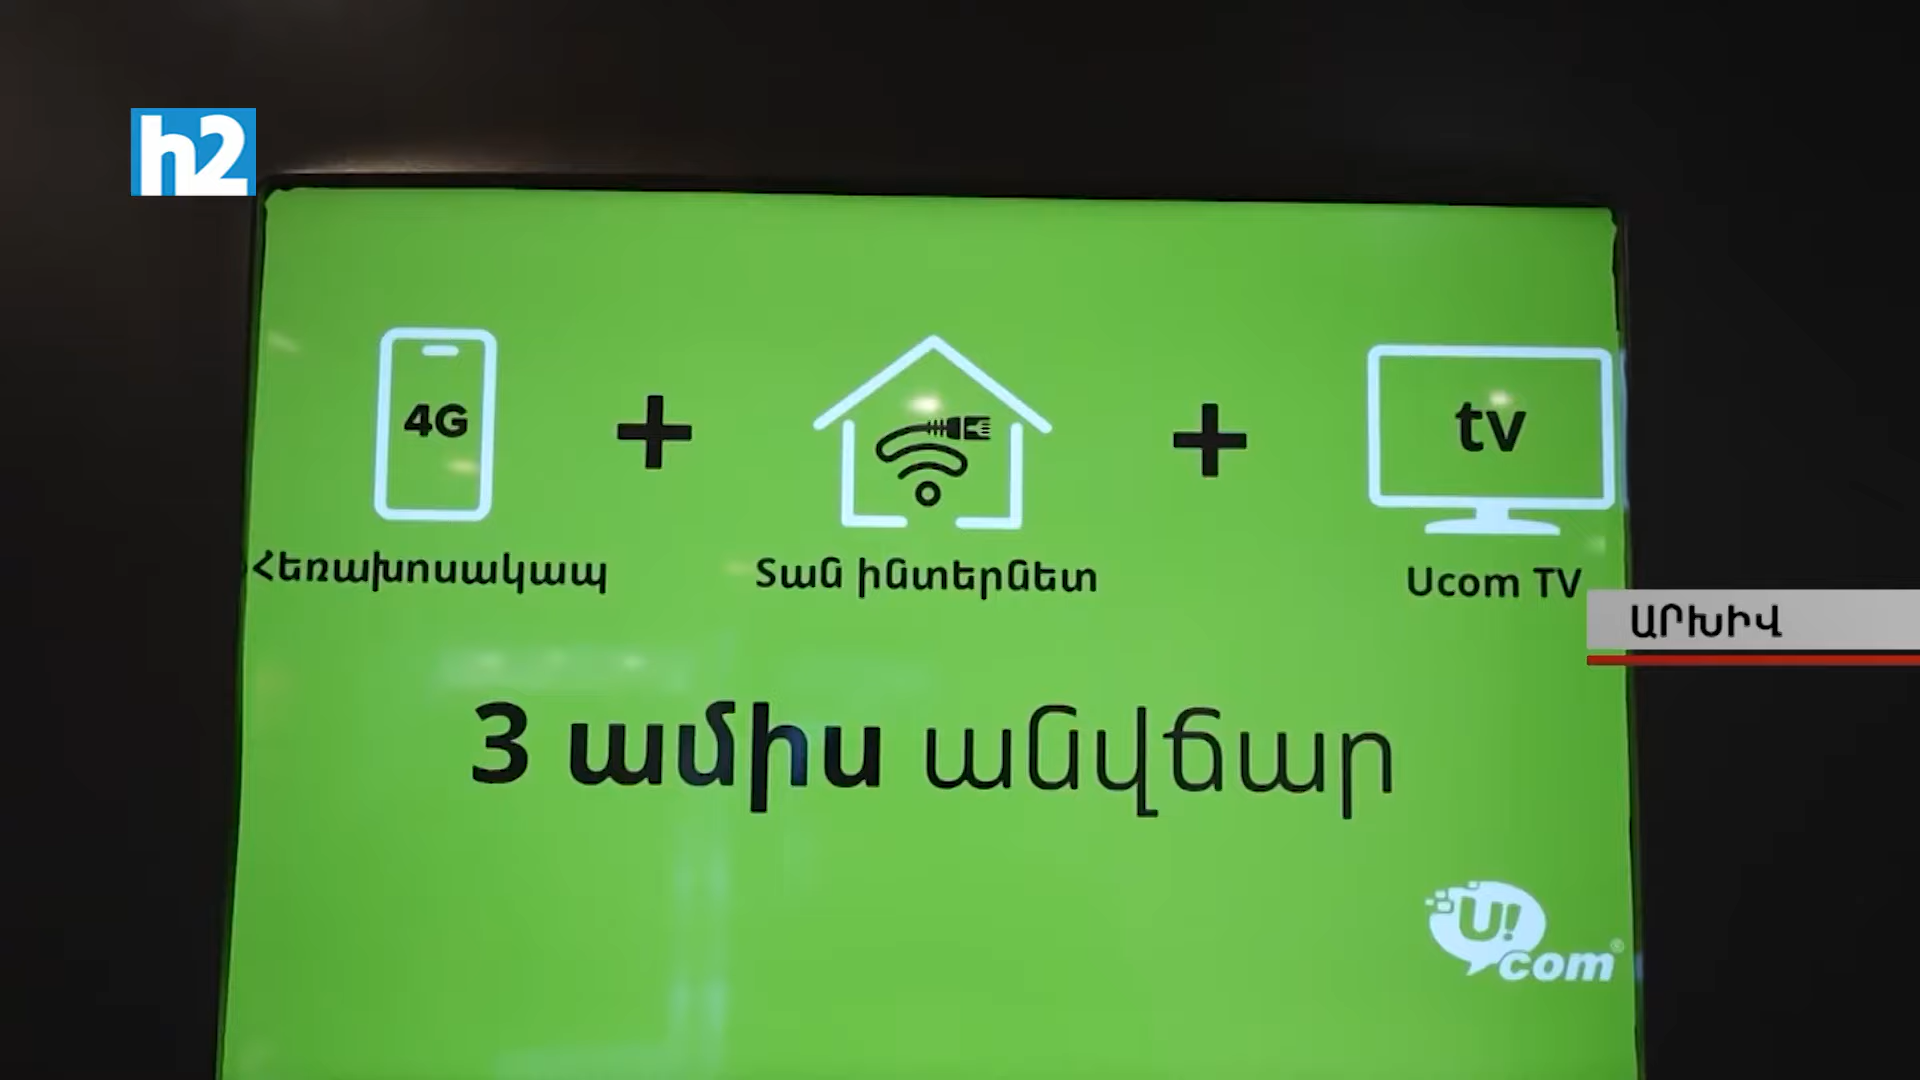 h2
4G + + tv
Հեռախոսակապ Տան ինտերնետ Ucom TV
ԱՐԽԻՎ
3 ամիս անվճար
U!com®